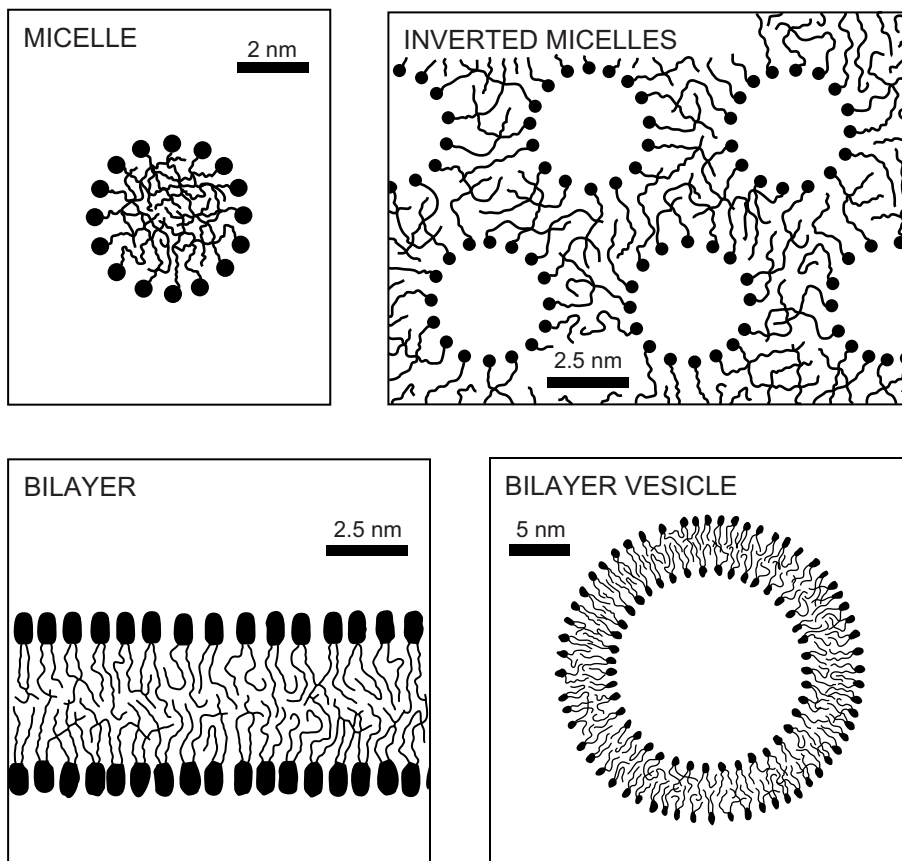 MICELLE
2 nm
INVERTED MICELLES
2.5 nm
BILAYER
2.5 nm
BILAYER VESICLE
5 nm